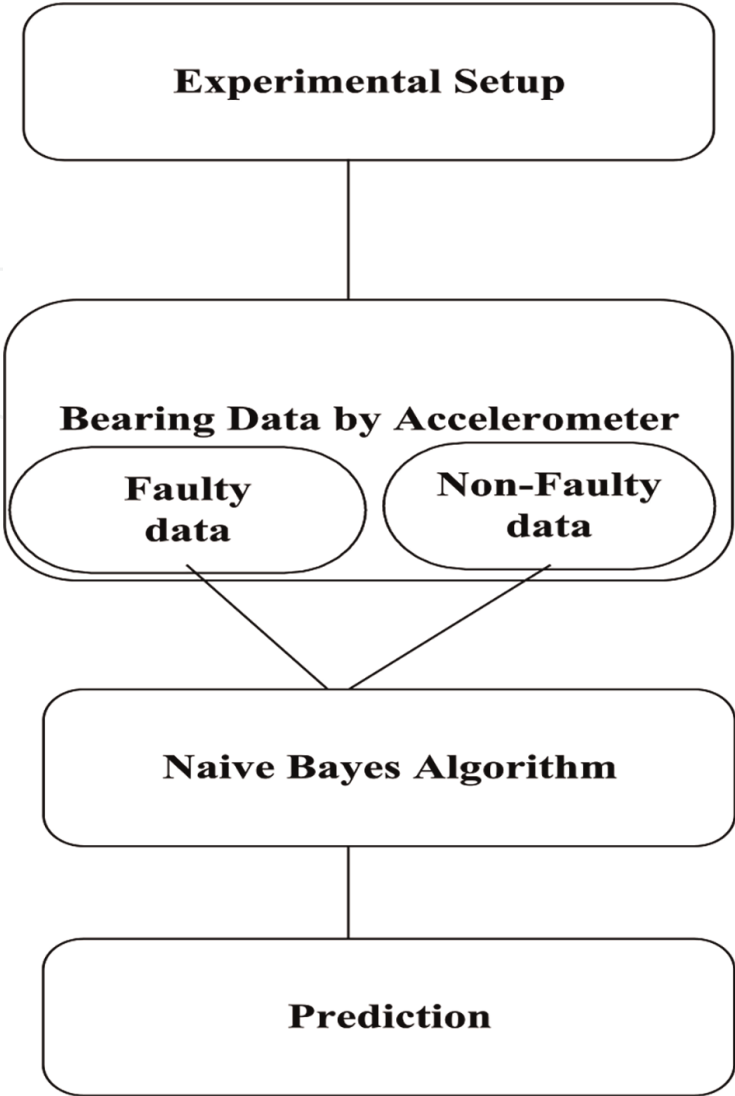 Experimental Setup
Bearing Data by Accelerometer
Faulty
data
Non-Faulty
data
Naive Bayes Algorithm
Prediction